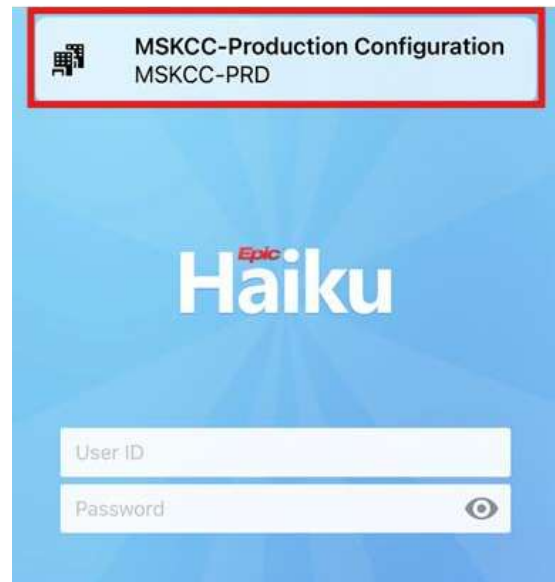 MSKCC-Production Configuration
MSKCC-PRD
Epic
Haiku
User ID
Password